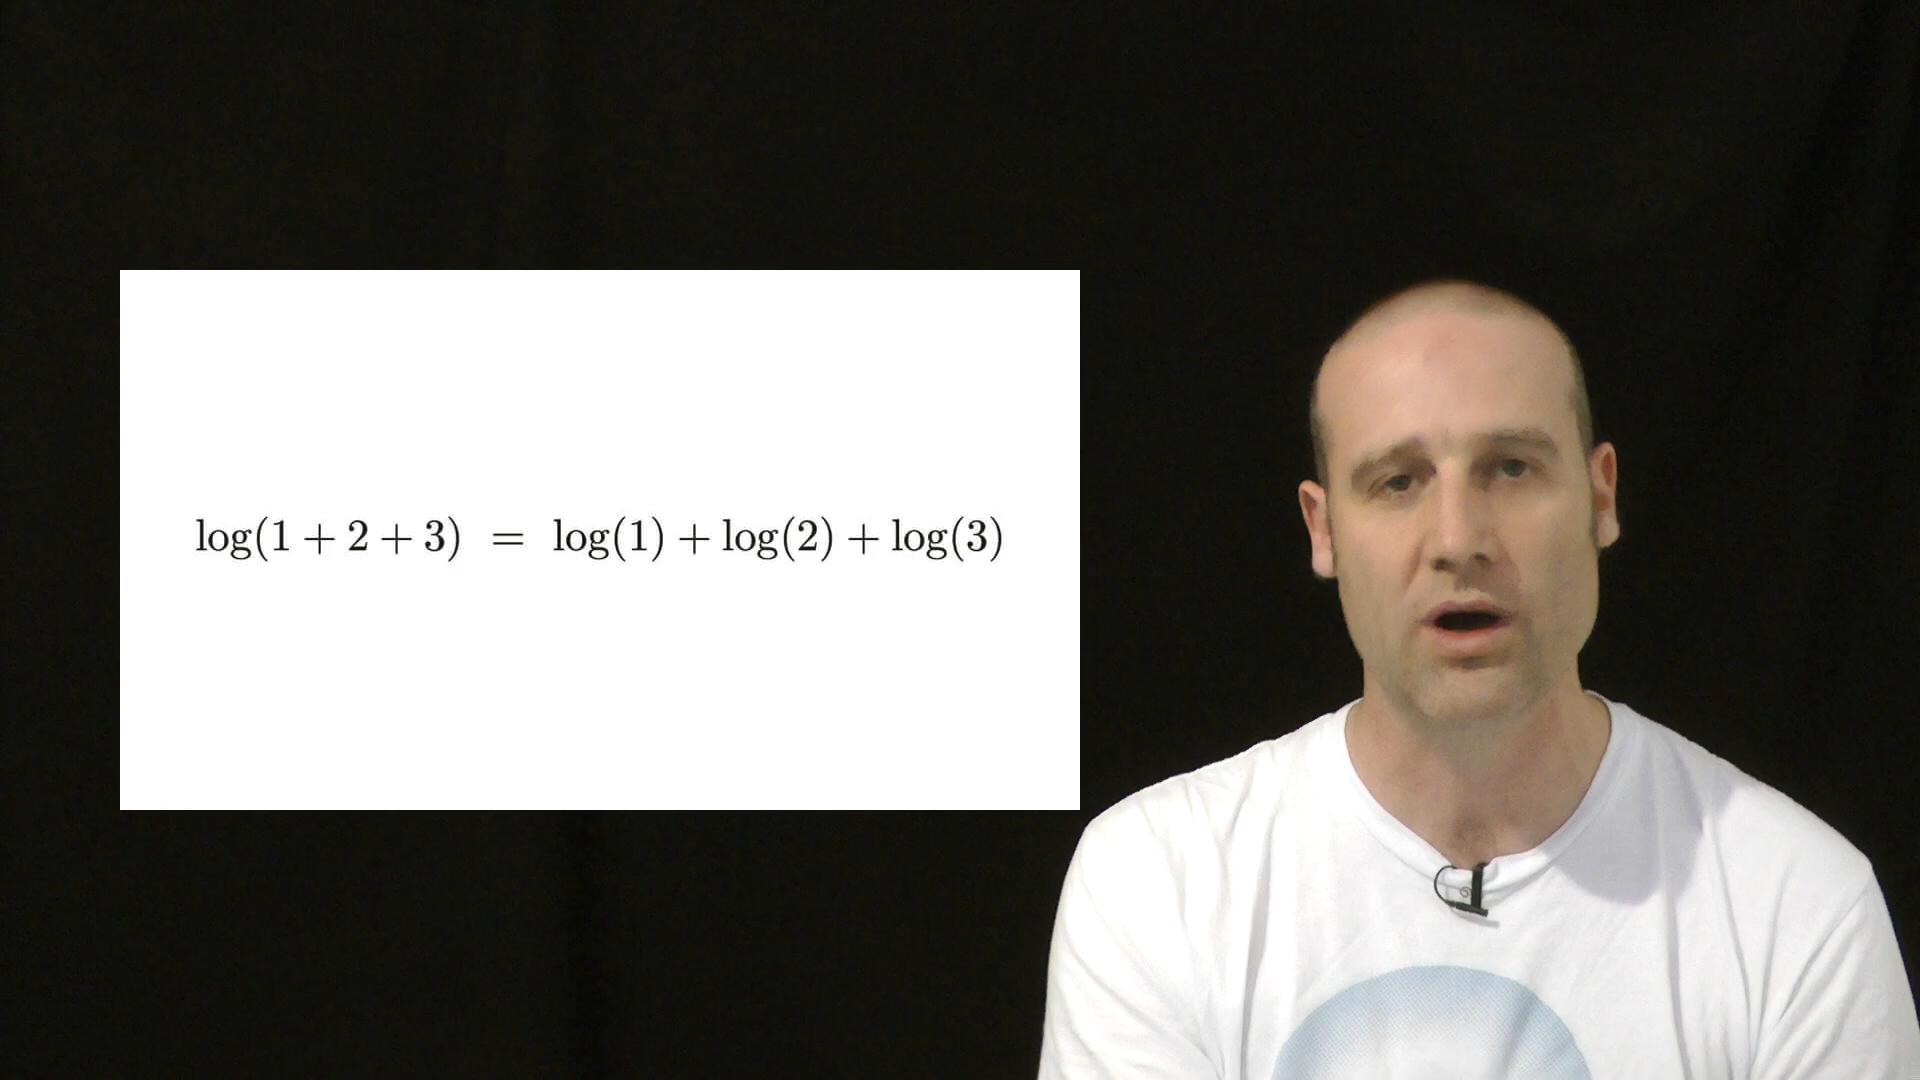 log(1 + 2 + 3) = log(1) + log(2) + log(3)